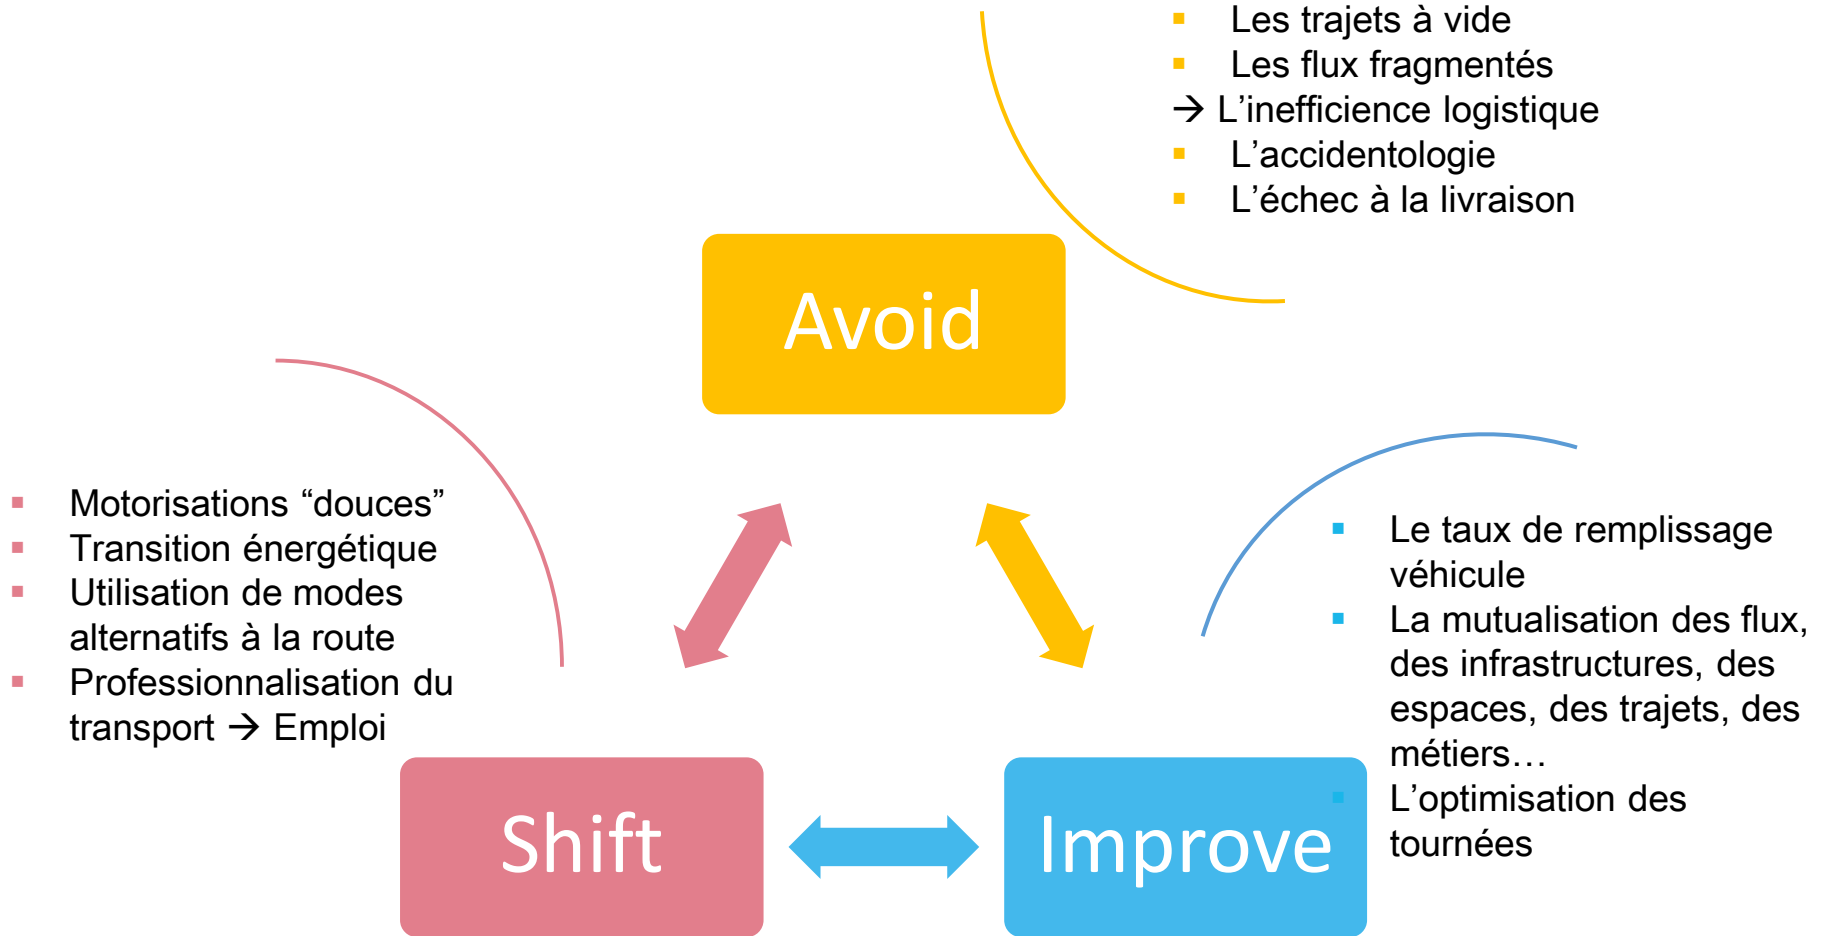 Les trajets à vide
Les flux fragmentés
→ L’inefficience logistique
L’accidentologie
L’échec à la livraison
Avoid
Motorisations “douces”
Transition énergétique
Utilisation de modes
alternatifs à la route
Professionnalisation du
transport → Emploi
Le taux de remplissage
véhicule
La mutualisation des flux,
des infrastructures, des
espaces, des trajets, des
métiers…
L’optimisation des
tournées
Shift
Improve